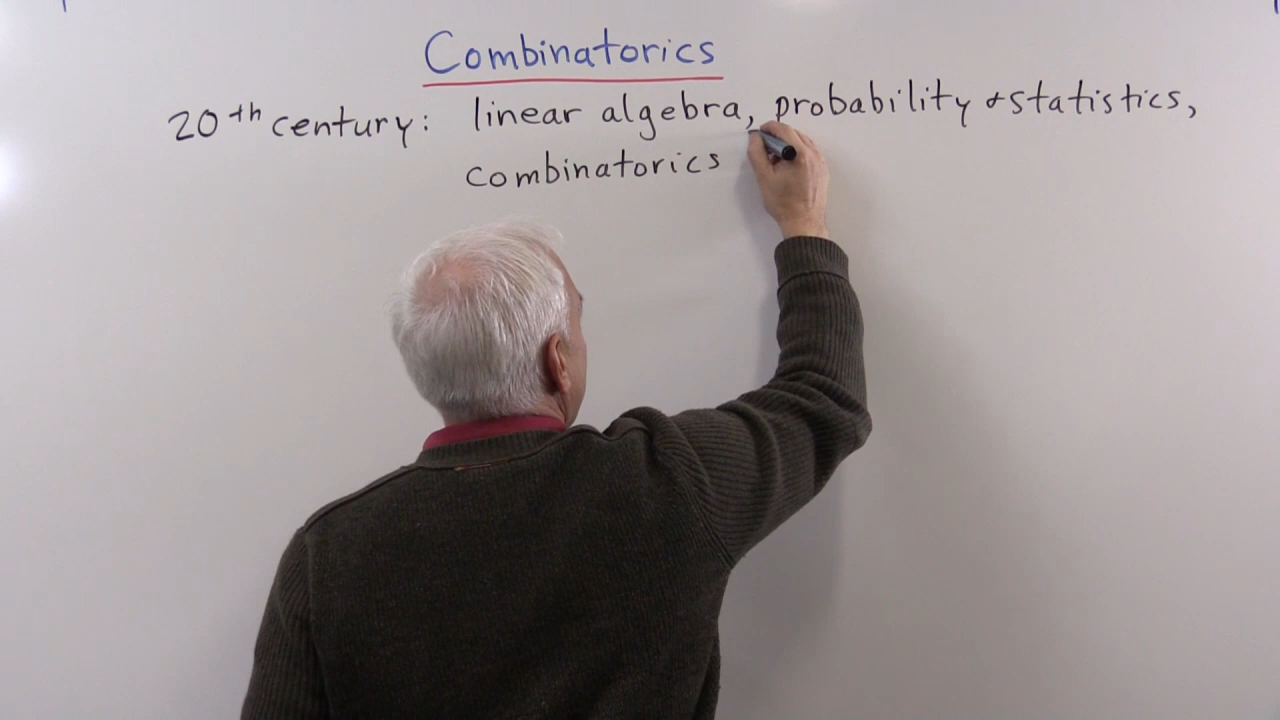 Combinatorics
20th century: linear algebra, probability & statistics,
combinatorics